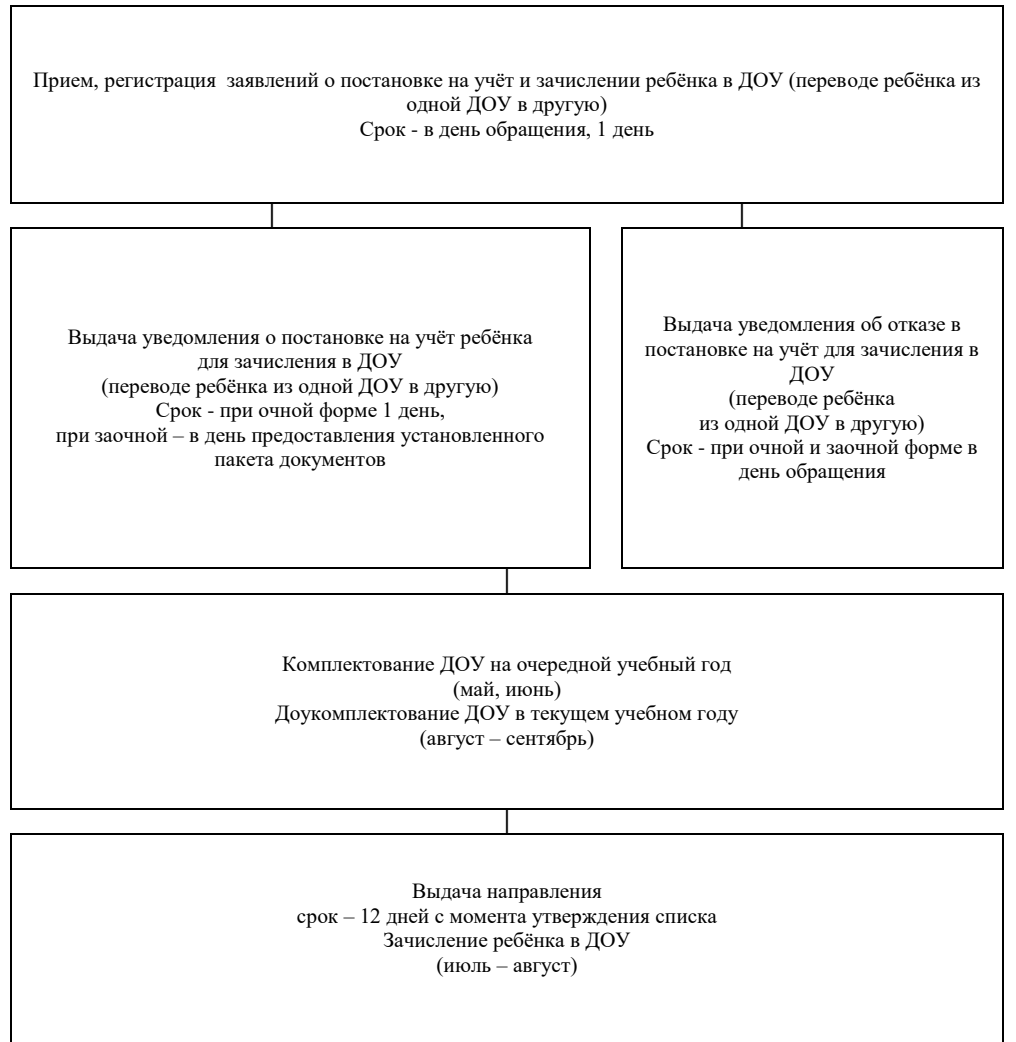 Прием, регистрация  заявлений о постановке на учёт и зачислении ребёнка в ДОУ (переводе ребёнка из
одной ДОУ в другую)
Срок - в день обращения, 1 день
Выдача уведомления о постановке на учёт ребёнка
для зачисления в ДОУ
(переводе ребёнка из одной ДОУ в другую)
Срок - при очной форме 1 день,
при заочной – в день предоставления установленного
пакета документов
Выдача уведомления об отказе в
постановке на учёт для зачисления в
ДОУ
(переводе ребёнка
из одной ДОУ в другую)
Срок - при очной и заочной форме в
день обращения
Комплектование ДОУ на очередной учебный год
(май, июнь)
Доукомплектование ДОУ в текущем учебном году
(август – сентябрь)
Выдача направления
срок – 12 дней с момента утверждения списка
Зачисление ребёнка в ДОУ
(июль – август)